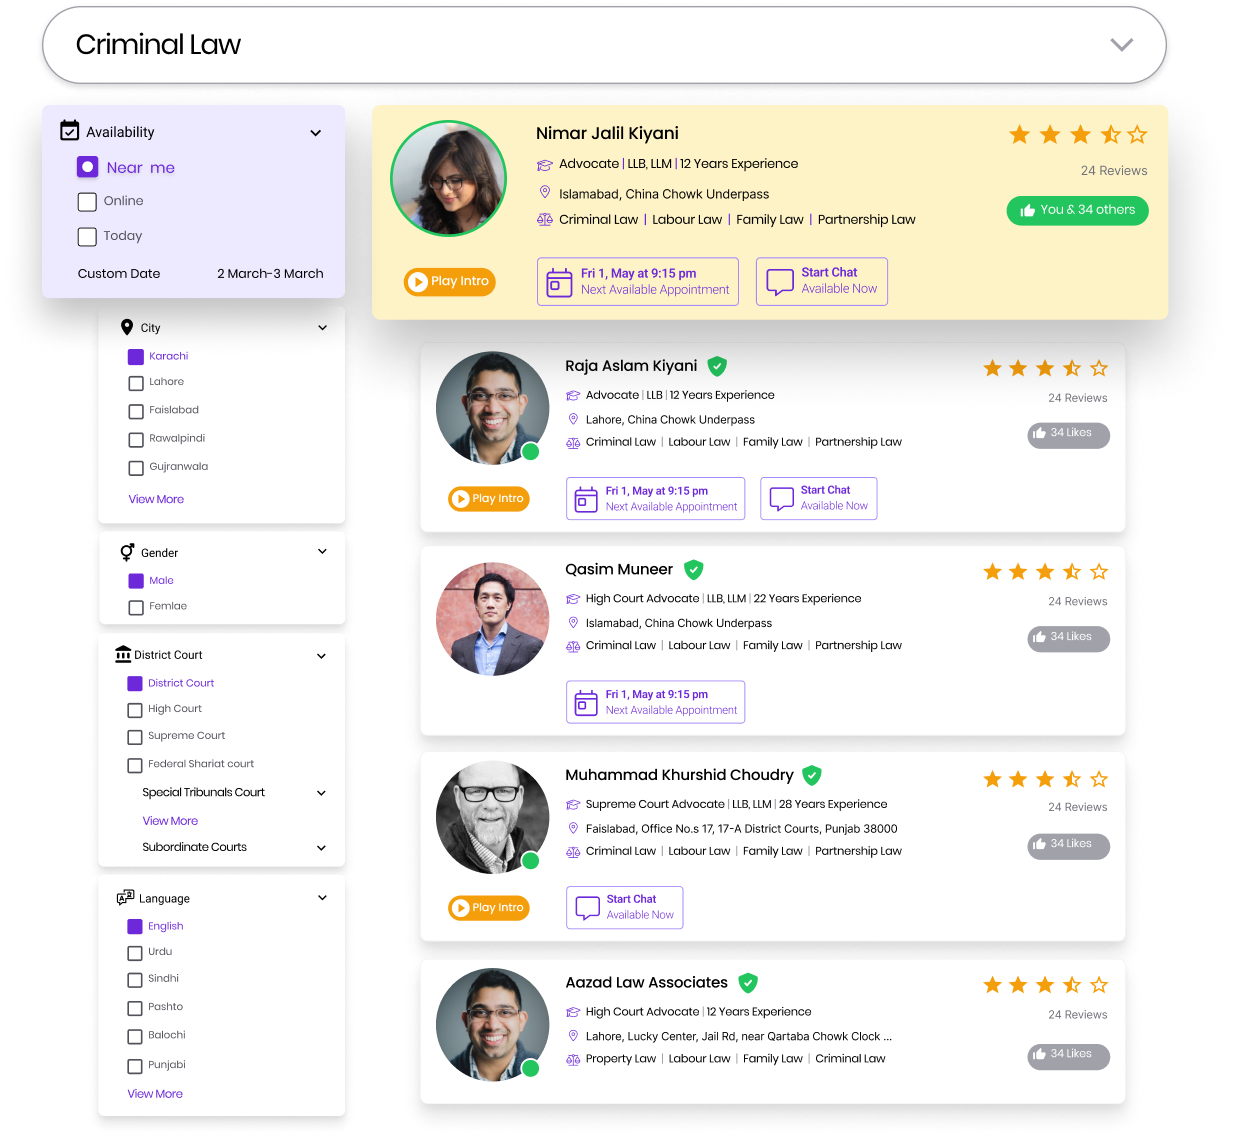 Criminal Law
Availability
Near me
Online
Today
Custom Date 2 March-3 March
City
Karachi
Lahore
Faislabad
Rawalpindi
Gujranwala
View More
Gender
Male
Femlae
District Court
District Court
High Court
Supreme Court
Federal Shariat court
Special Tribunals Court
View More
Subordinate Courts
Language
English
Urdu
Sindhi
Pashto
Balochi
Punjabi
View More
Nimar Jalil Kiyani
Advocate | LLB, LLM | 12 Years Experience
Islamabad, China Chowk Underpass
Criminal Law | Labour Law | Family Law | Partnership Law
24 Reviews
You & 34 others
Play Intro
Fri 1, May at 9:15 pm
Next Available Appointment
Start Chat
Available Now
Raja Aslam Kiyani
Advocate | LLB | 12 Years Experience
Lahore, China Chowk Underpass
Criminal Law | Labour Law | Family Law | Partnership Law
24 Reviews
34 Likes
Play Intro
Fri 1, May at 9:15 pm
Next Available Appointment
Start Chat
Available Now
Qasim Muneer
High Court Advocate | LLB, LLM | 22 Years Experience
Islamabad, China Chowk Underpass
Criminal Law | Labour Law | Family Law | Partnership Law
24 Reviews
34 Likes
Fri 1, May at 9:15 pm
Next Available Appointment
Muhammad Khurshid Choudry
Supreme Court Advocate | LLB, LLM | 28 Years Experience
Faislabad, Office No.s 17, 17-A District Courts, Punjab 38000
Criminal Law | Labour Law | Family Law | Partnership Law
24 Reviews
34 Likes
Play Intro
Start Chat
Available Now
Aazad Law Associates
High Court Advocate | 12 Years Experience
Lahore, Lucky Center, Jail Rd, near Qartaba Chowk Clock ...
Property Law | Labour Law | Family Law | Criminal Law
24 Reviews
34 Likes